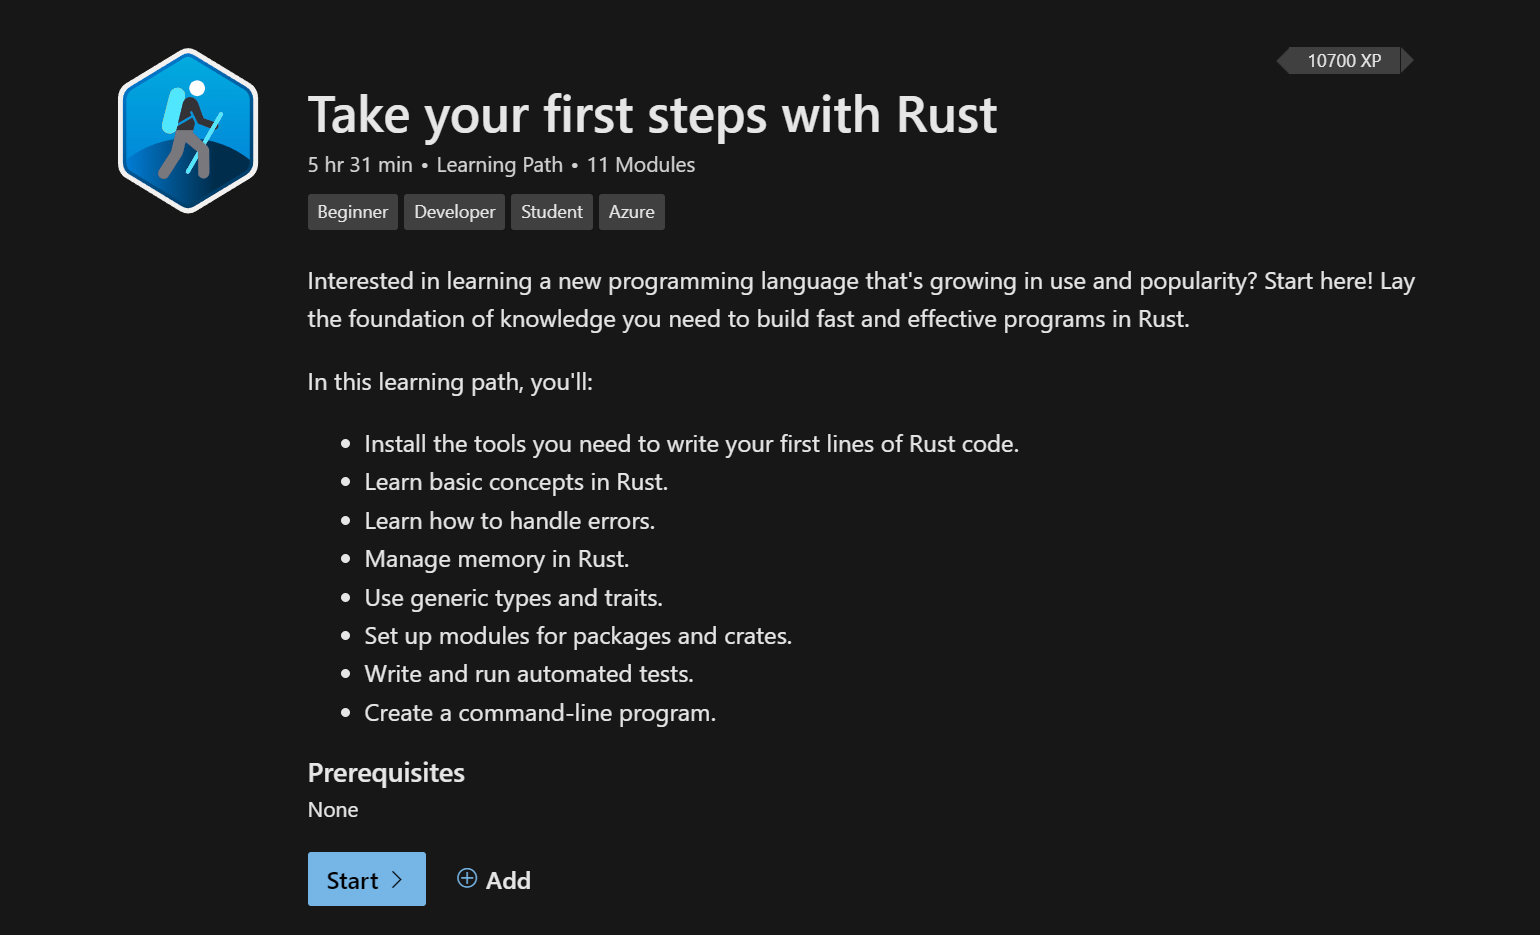 10700 XP
Take your first steps with Rust
5 hr 31 min • Learning Path • 11 Modules
Beginner Developer Student Azure
Interested in learning a new programming language that's growing in use and popularity? Start here! Lay
the foundation of knowledge you need to build fast and effective programs in Rust.
In this learning path, you'll:
• Install the tools you need to write your first lines of Rust code.
• Learn basic concepts in Rust.
• Learn how to handle errors.
• Manage memory in Rust.
• Use generic types and traits.
• Set up modules for packages and crates.
• Write and run automated tests.
• Create a command-line program.
Prerequisites
None
Start > Add